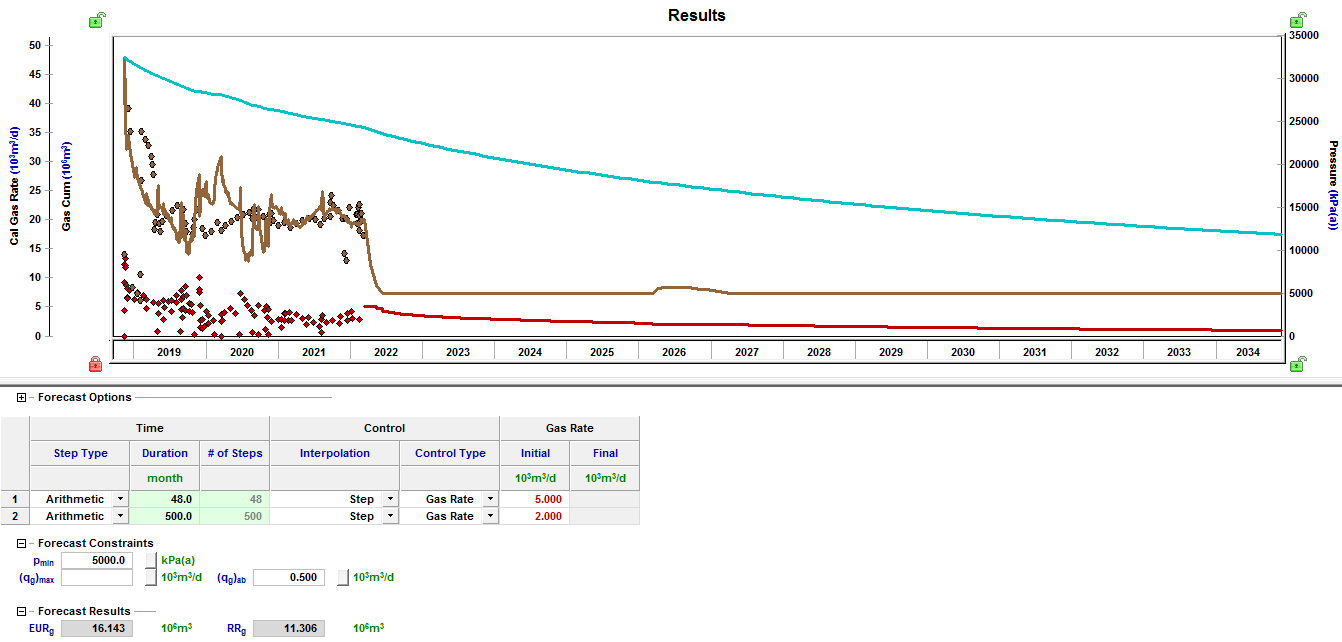 Results
Cal Gas Rate (10³m³/d)
Gas Cum (10⁶m³)
50
45
40
35
30
25
20
15
10
5
0
35000
30000
25000
20000
15000
10000
5000
0
Pressure (kPa(a))
2019 2020 2021 2022 2023 2024 2025 2026 2027 2028 2029 2030 2031 2032 2033 2034
Forecast Options
Time Control Gas Rate
Step Type Duration # of Steps Interpolation Control Type Initial Final
month 10³m³/d 10³m³/d
1 Arithmetic 48.0 48 Step Gas Rate 5.000
2 Arithmetic 500.0 500 Step Gas Rate 2.000
Forecast Constraints
pmin 5000.0 kPa(a)
(qg)max 10³m³/d (qg)ab 0.500 10³m³/d
Forecast Results
EURg 16.143 10⁶m³ RRg 11.306 10⁶m³